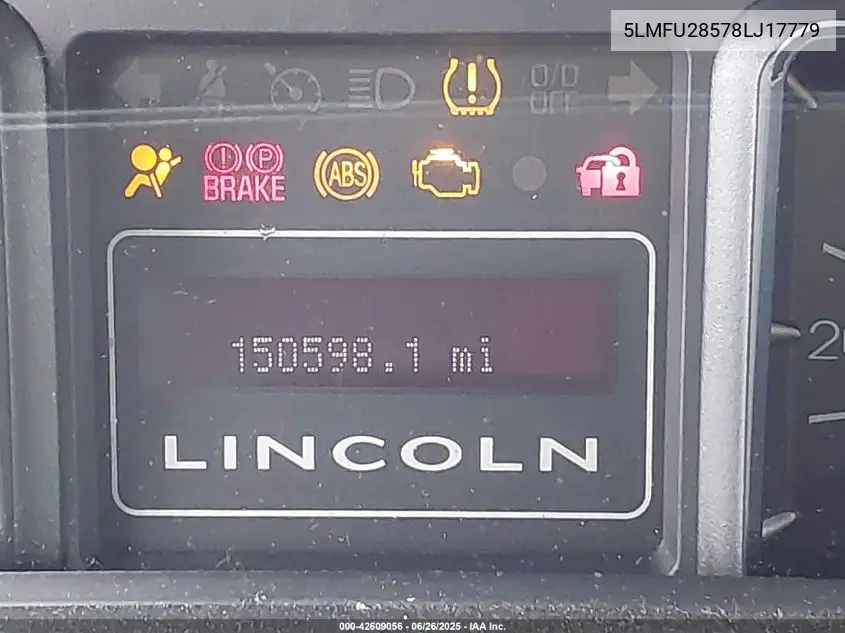 5LMFU28578LJ17779
O/D
OFF
! P
BRAKE
ABS
150598.1 mi
LINCOLN
000-42609056 - 06/26/2025 - IAA Inc.